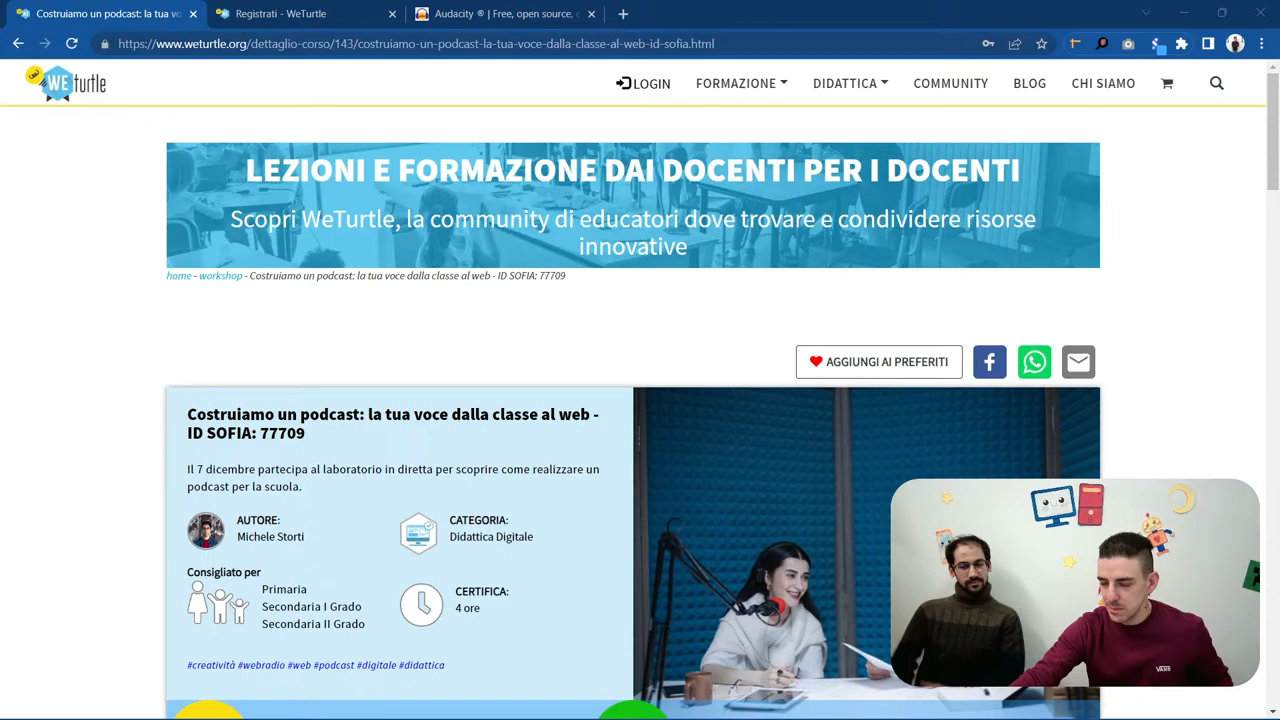 Costruiamo un podcast: la tua vo
Registrati - WeTurtle
Audacity ® | Free, open source, c
https://www.weturtle.org/dettaglio-corso/143/costruiamo-un-podcast-la-tua-voce-dalla-classe-al-web-id-sofia.html
WE turtle
LOGIN
FORMAZIONE
DIDATTICA
COMMUNITY
BLOG
CHI SIAMO
LEZIONI E FORMAZIONE DAI DOCENTI PER I DOCENTI
Scopri WeTurtle, la community di educatori dove trovare e condividere risorse
innovative
home - workshop - Costruiamo un podcast: la tua voce dalla classe al web - ID SOFIA: 77709
AGGIUNGI AI PREFERITI
Costruiamo un podcast: la tua voce dalla classe al web -
ID SOFIA: 77709
Il 7 dicembre partecipa al laboratorio in diretta per scoprire come realizzare un
podcast per la scuola.
AUTORE:
Michele Storti
CATEGORIA:
Didattica Digitale
Consigliato per
Primaria
Secondaria I Grado
Secondaria II Grado
CERTIFICA:
4 ore
#creatività #webradio #web #podcast #digitale #didattica
VANS